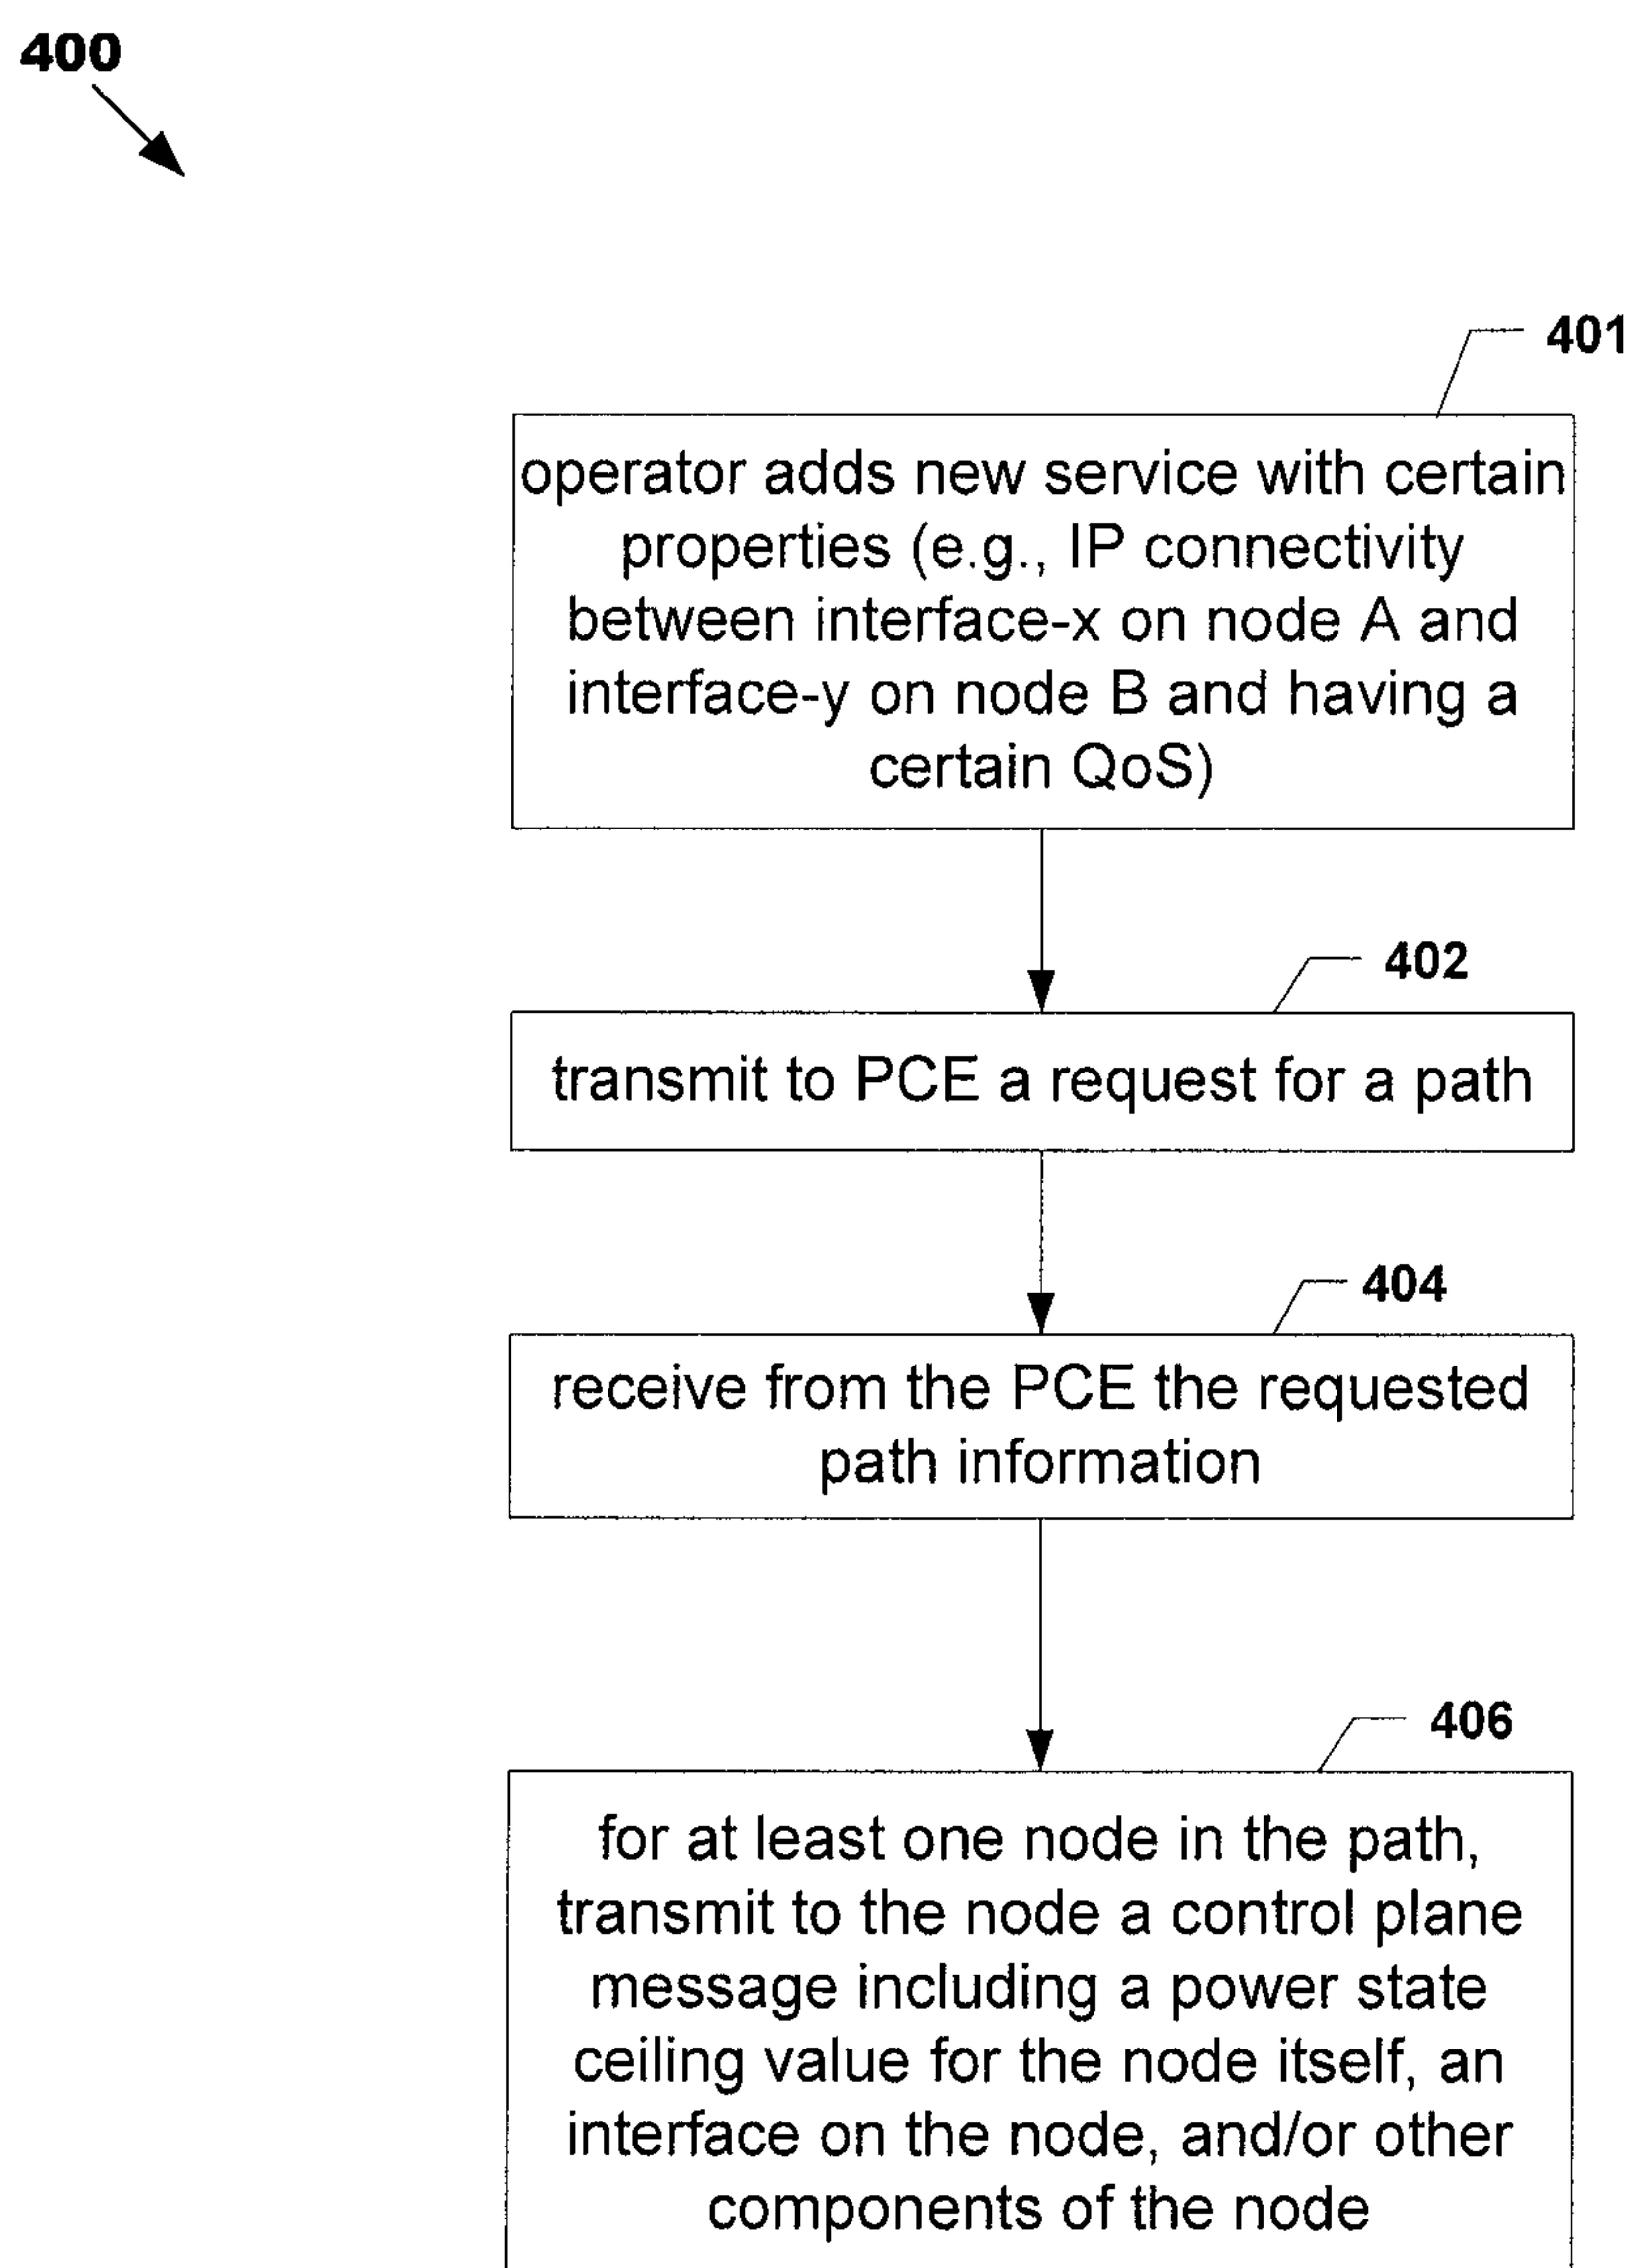 400
401
operator adds new service with certain
properties (e.g., IP connectivity
between interface-x on node A and
interface-y on node B and having a
certain QoS)
402
transmit to PCE a request for a path
404
receive from the PCE the requested
path information
406
for at least one node in the path,
transmit to the node a control plane
message including a power state
ceiling value for the node itself, an
interface on the node, and/or other
components of the node